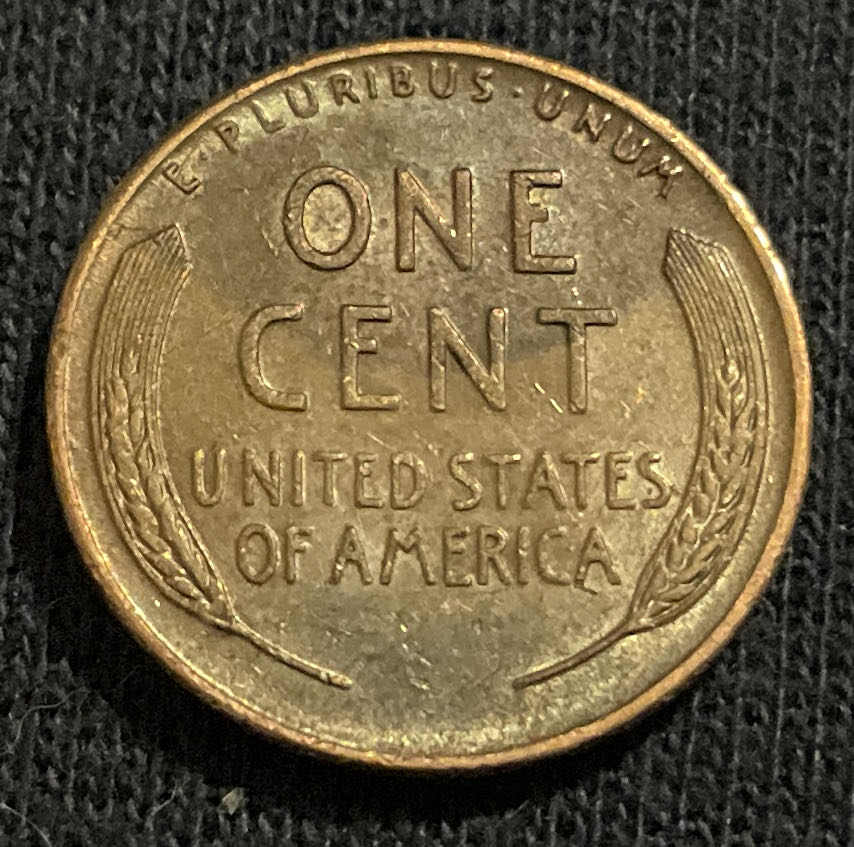 E·PLURIBUS·UNUM
ONE
CENT
UNITED STATES
OF AMERICA